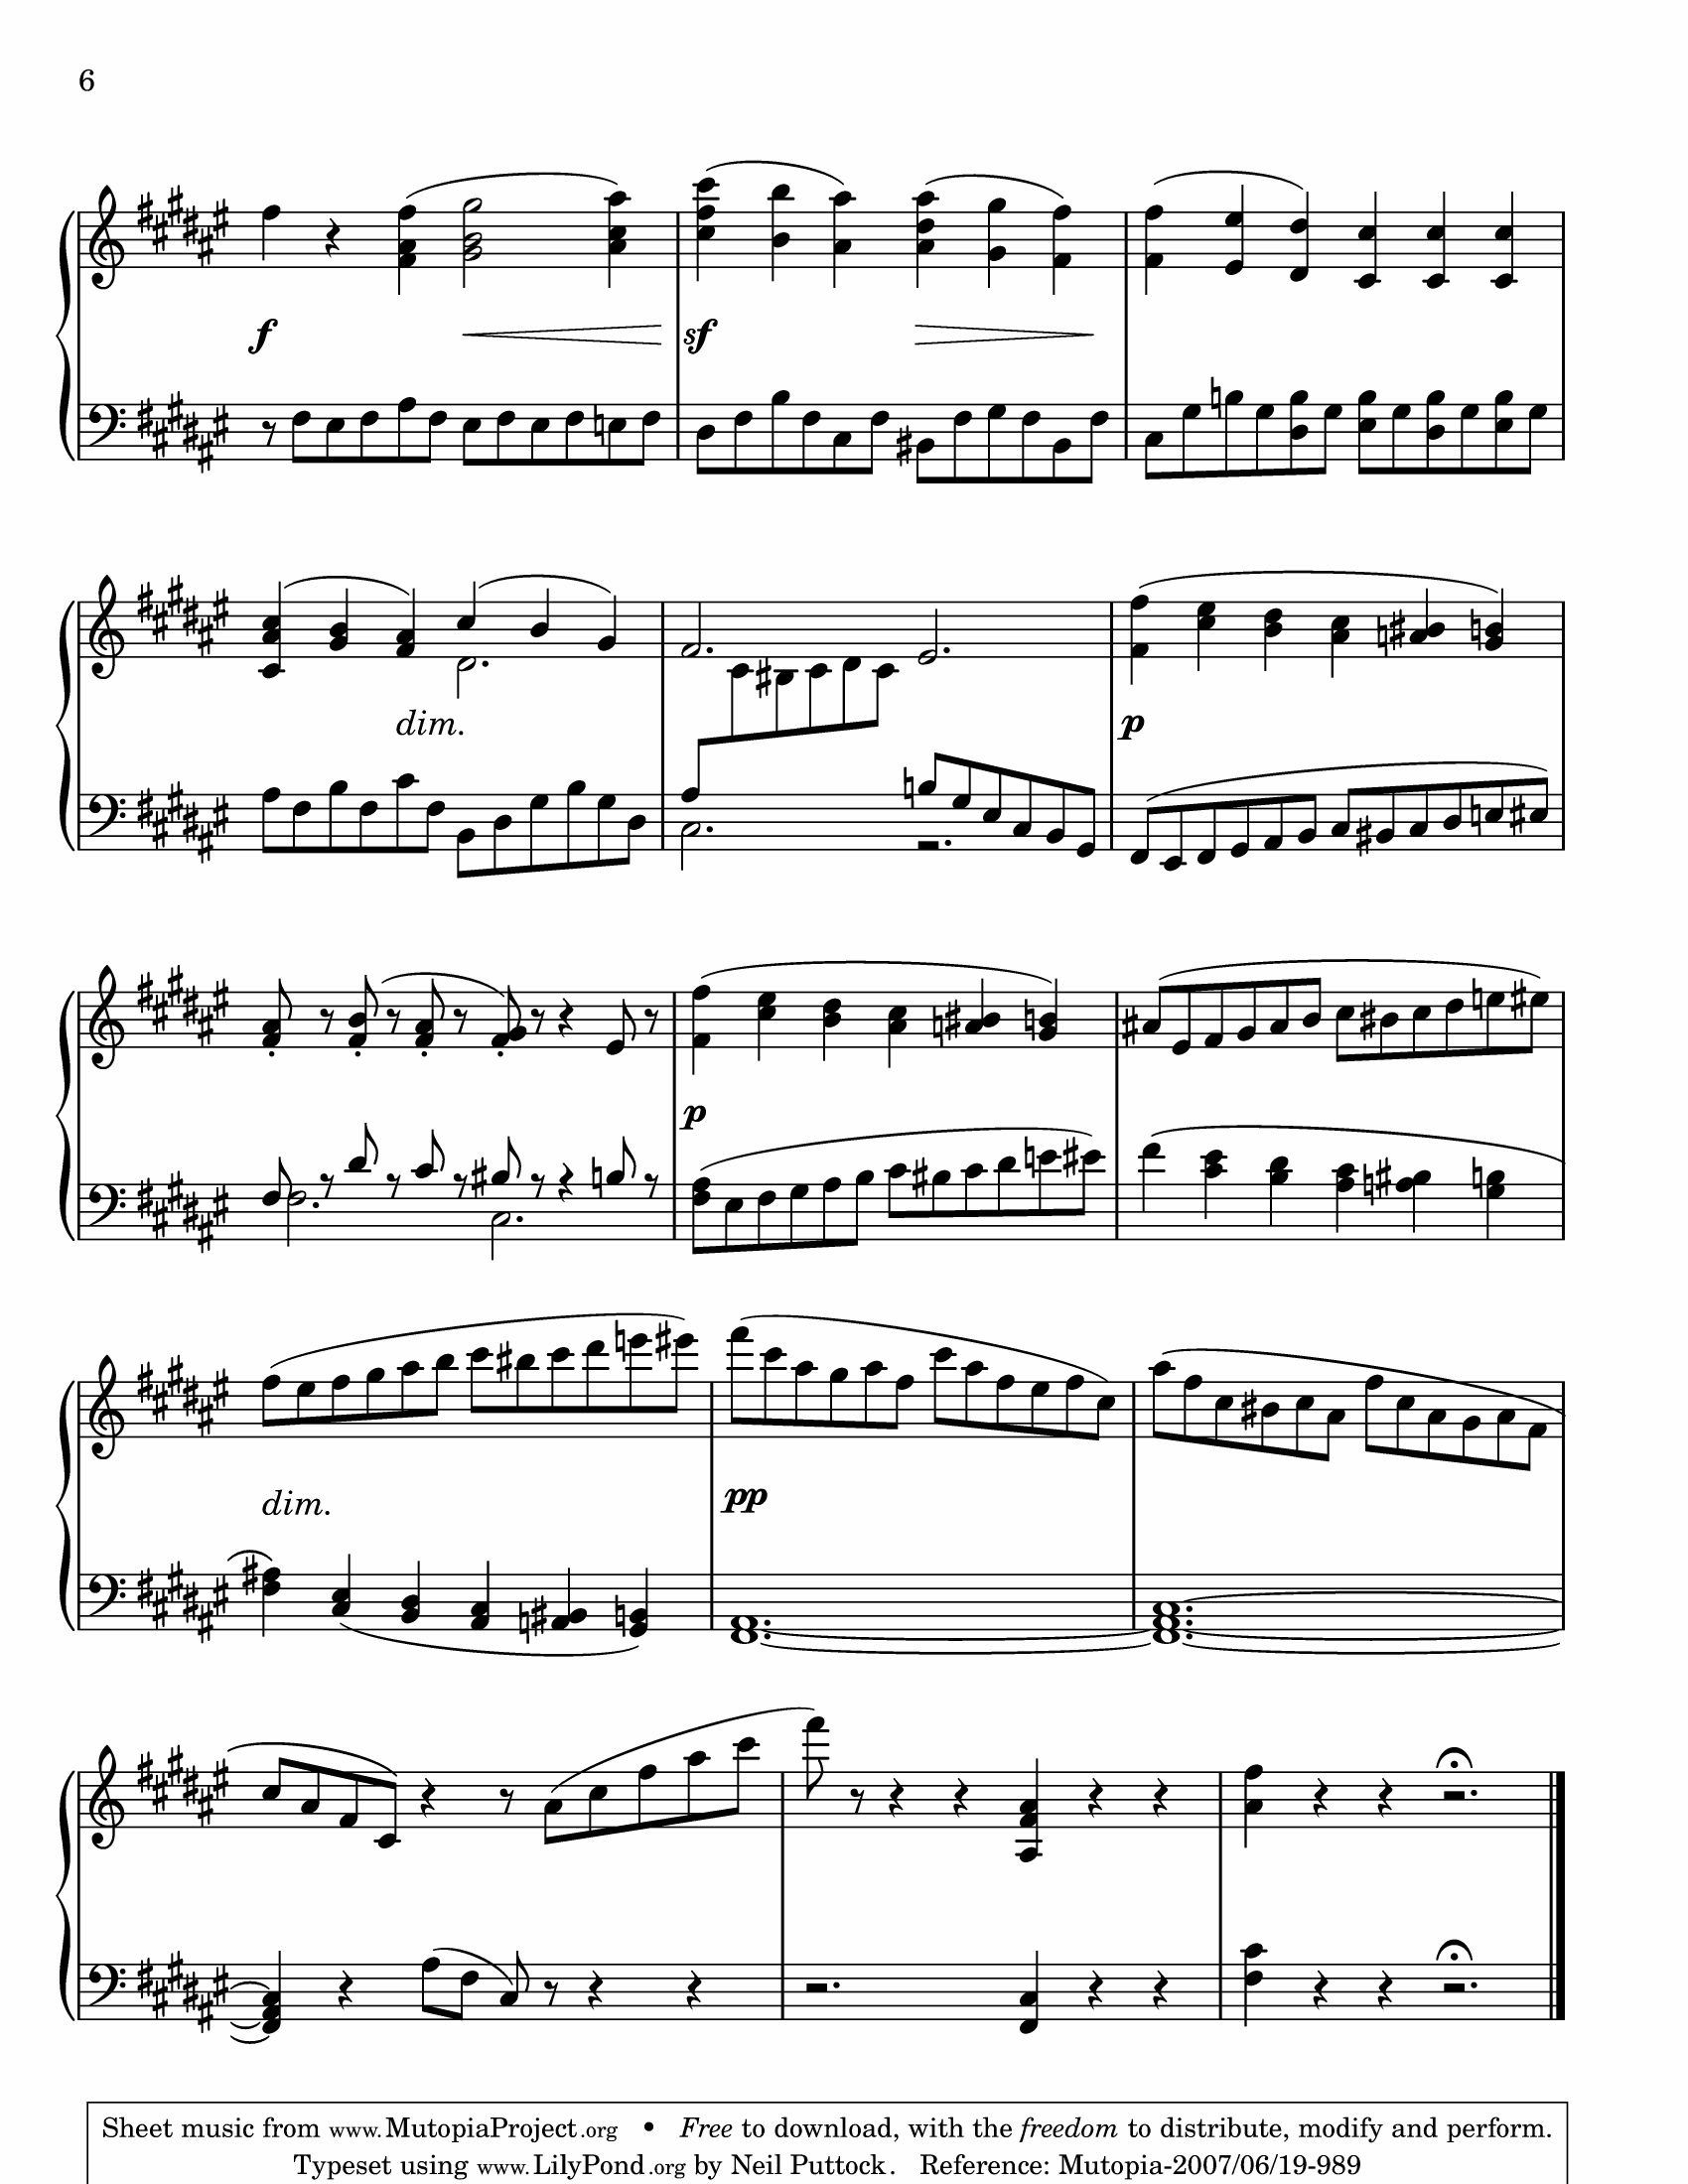 6
f sf
dim. p
p
dim. pp
Sheet music from www.MutopiaProject.org • Free to download, with the freedom to distribute, modify and perform.
Typeset using www.LilyPond.org by Neil Puttock. Reference: Mutopia-2007/06/19-989